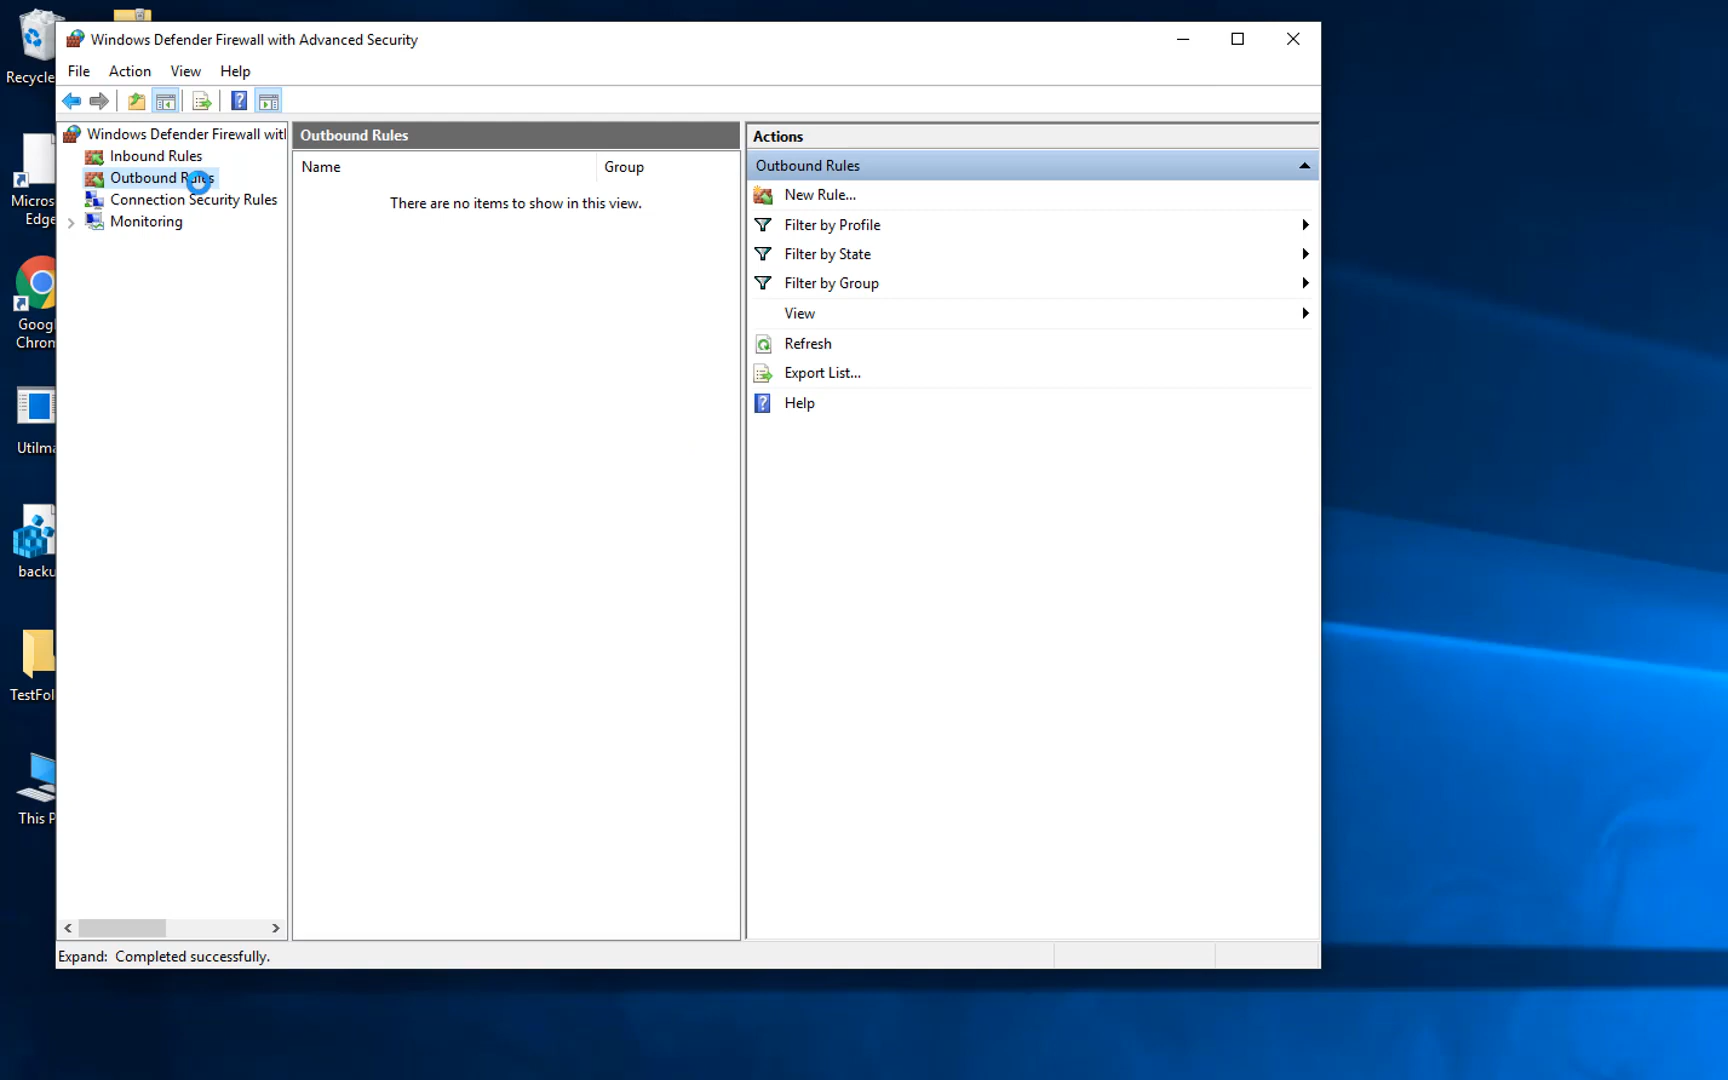 Recycle
Windows Defender Firewall with Advanced Security
File Action View Help
Windows Defender Firewall wit
Inbound Rules
Outbound Rules
Connection Security Rules
Monitoring
Outbound Rules
Name Group
There are no items to show in this view.
Actions
Outbound Rules
New Rule...
Filter by Profile
Filter by State
Filter by Group
View
Refresh
Export List...
Help
Micros
Edge
Goog
Chron
Utilma
backu
TestFol
This P
Expand: Completed successfully.